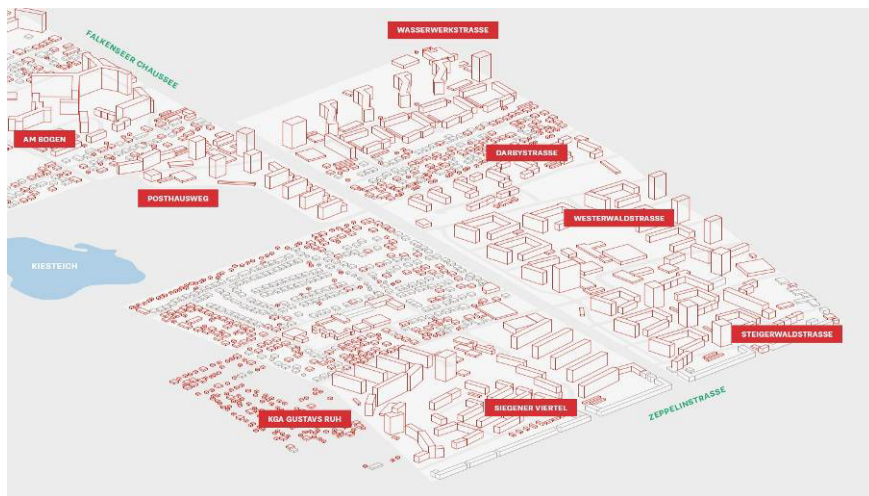 WASSERWERKSTRASSE
FALKENSEER CHAUSSEE
AM BOGEN
DARBYSTRASSE
POSTHAUSWEG
WESTERWALDSTRASSE
KIESTEICH
STEIGERWALDSTRASSE
ZEPPELINSTRASSE
SIEGENER VIERTEL
KGA GUSTAVS RUH